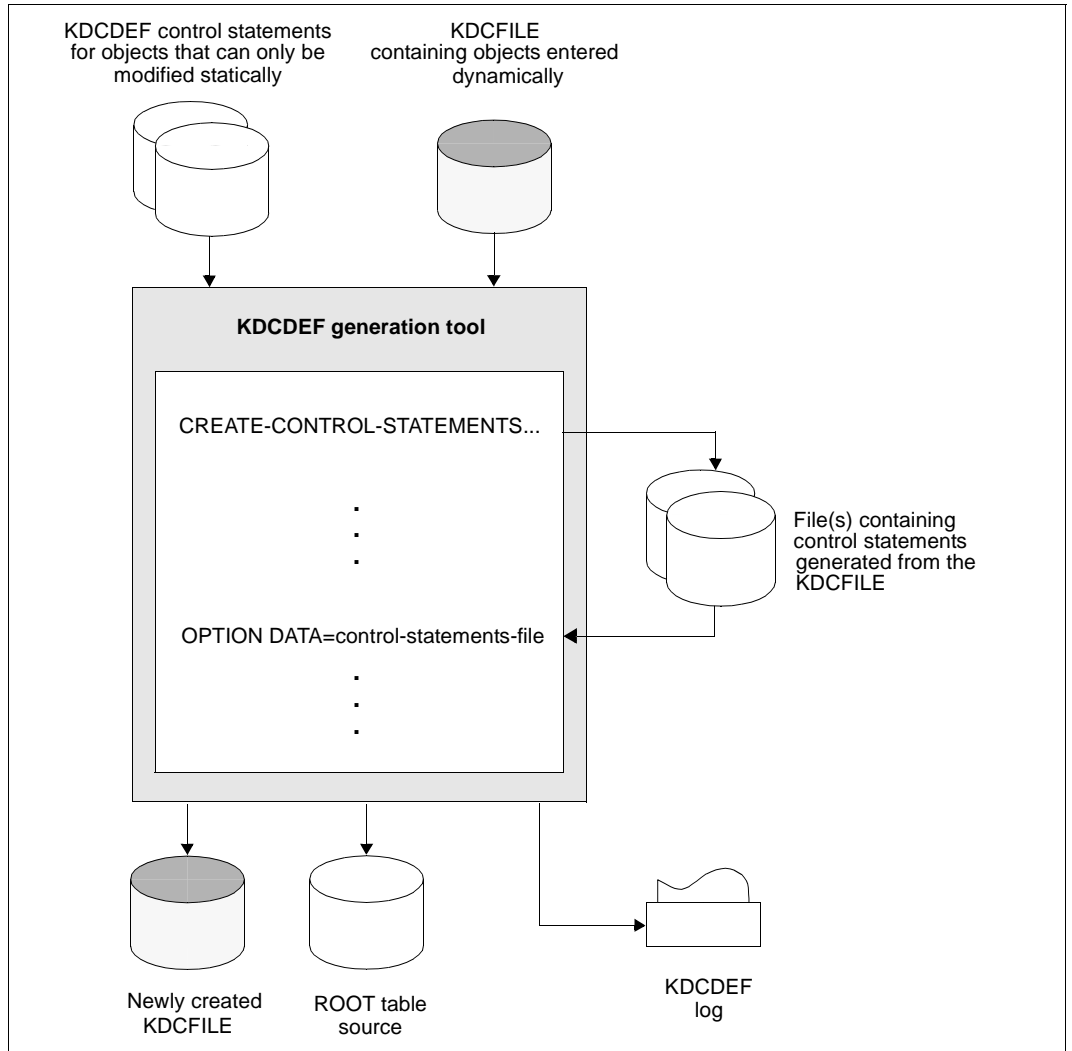 KDCDEF control statements
for objects that can only be
modified statically
KDCFILE
containing objects entered
dynamically
KDCDEF generation tool
CREATE-CONTROL-STATEMENTS...
.
.
.
File(s) containing
control statements
generated from the
KDCFILE
OPTION DATA=control-statements-file
.
.
.
Newly created
KDCFILE
ROOT table
source
KDCDEF
log